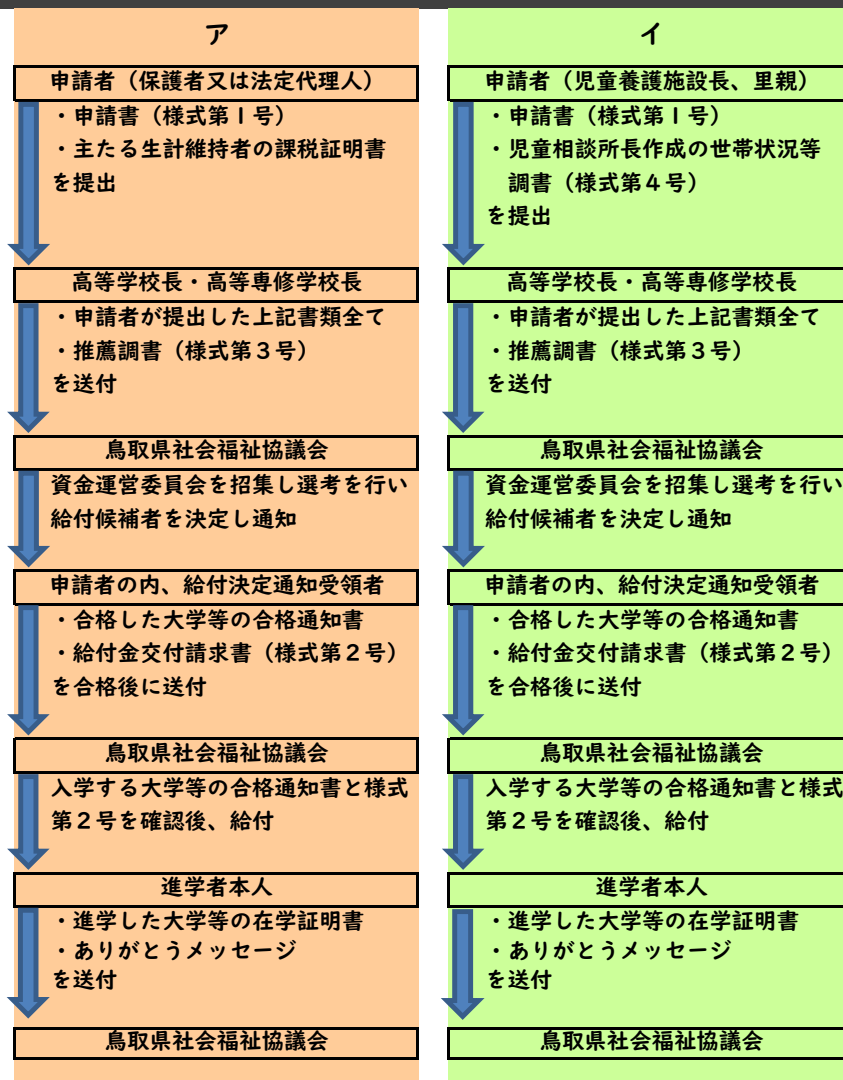 ア
申請者（保護者又は法定代理人）
・申請書（様式第１号）
・主たる生計維持者の課税証明書
を提出
高等学校長・高等専修学校長
・申請者が提出した上記書類全て
・推薦調書（様式第３号）
を送付
鳥取県社会福祉協議会
資金運営委員会を招集し選考を行い
給付候補者を決定し通知
申請者の内、給付決定通知受領者
・合格した大学等の合格通知書
・給付金交付請求書（様式第２号）
を合格後に送付
鳥取県社会福祉協議会
入学する大学等の合格通知書と様式
第２号を確認後、給付
進学者本人
・進学した大学等の在学証明書
・ありがとうメッセージ
を送付
鳥取県社会福祉協議会
イ
申請者（児童養護施設長、里親）
・申請書（様式第１号）
・児童相談所長作成の世帯状況等
調書（様式第４号）
を提出
高等学校長・高等専修学校長
・申請者が提出した上記書類全て
・推薦調書（様式第３号）
を送付
鳥取県社会福祉協議会
資金運営委員会を招集し選考を行い
給付候補者を決定し通知
申請者の内、給付決定通知受領者
・合格した大学等の合格通知書
・給付金交付請求書（様式第２号）
を合格後に送付
鳥取県社会福祉協議会
入学する大学等の合格通知書と様式
第２号を確認後、給付
進学者本人
・進学した大学等の在学証明書
・ありがとうメッセージ
を送付
鳥取県社会福祉協議会